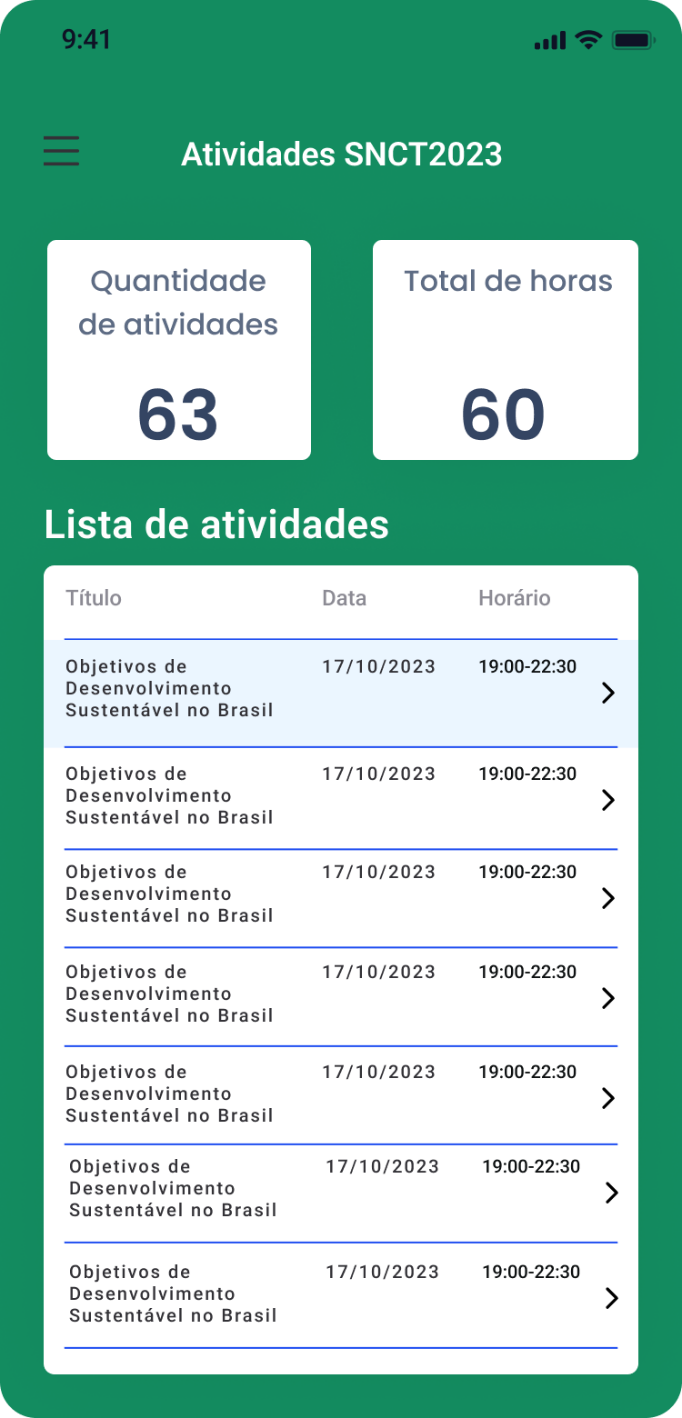 9:41
Atividades SNCT2023
Quantidade
de atividades
63
Total de horas
60
Lista de atividades
Título Data Horário
Objetivos de 17/10/2023 19:00-22:30
Desenvolvimento
Sustentável no Brasil
Objetivos de 17/10/2023 19:00-22:30
Desenvolvimento
Sustentável no Brasil
Objetivos de 17/10/2023 19:00-22:30
Desenvolvimento
Sustentável no Brasil
Objetivos de 17/10/2023 19:00-22:30
Desenvolvimento
Sustentável no Brasil
Objetivos de 17/10/2023 19:00-22:30
Desenvolvimento
Sustentável no Brasil
Objetivos de 17/10/2023 19:00-22:30
Desenvolvimento
Sustentável no Brasil
Objetivos de 17/10/2023 19:00-22:30
Desenvolvimento
Sustentável no Brasil